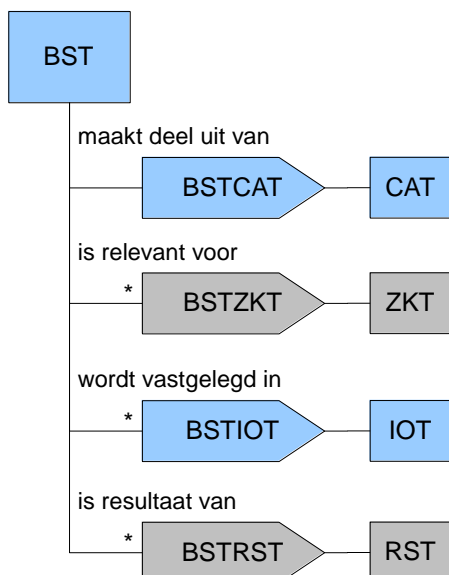 BST
maakt deel uit van
BSTCAT
CAT
is relevant voor
*
BSTZKT
ZKT
wordt vastgelegd in
*
BSTIOT
IOT
is resultaat van
*
BSTRST
RST